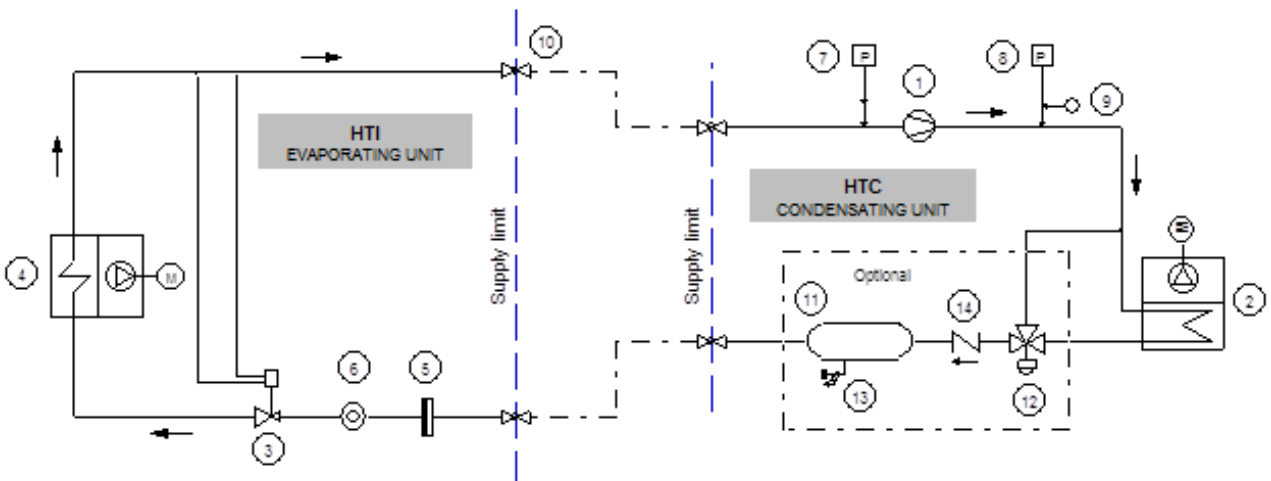 10
7
P
8
P
1
9
HTI
EVAPORATING UNIT
HTC
CONDENSATING UNIT
Supply limit
Supply limit
4
M
Optional
11
14
2
6
5
13
12
3